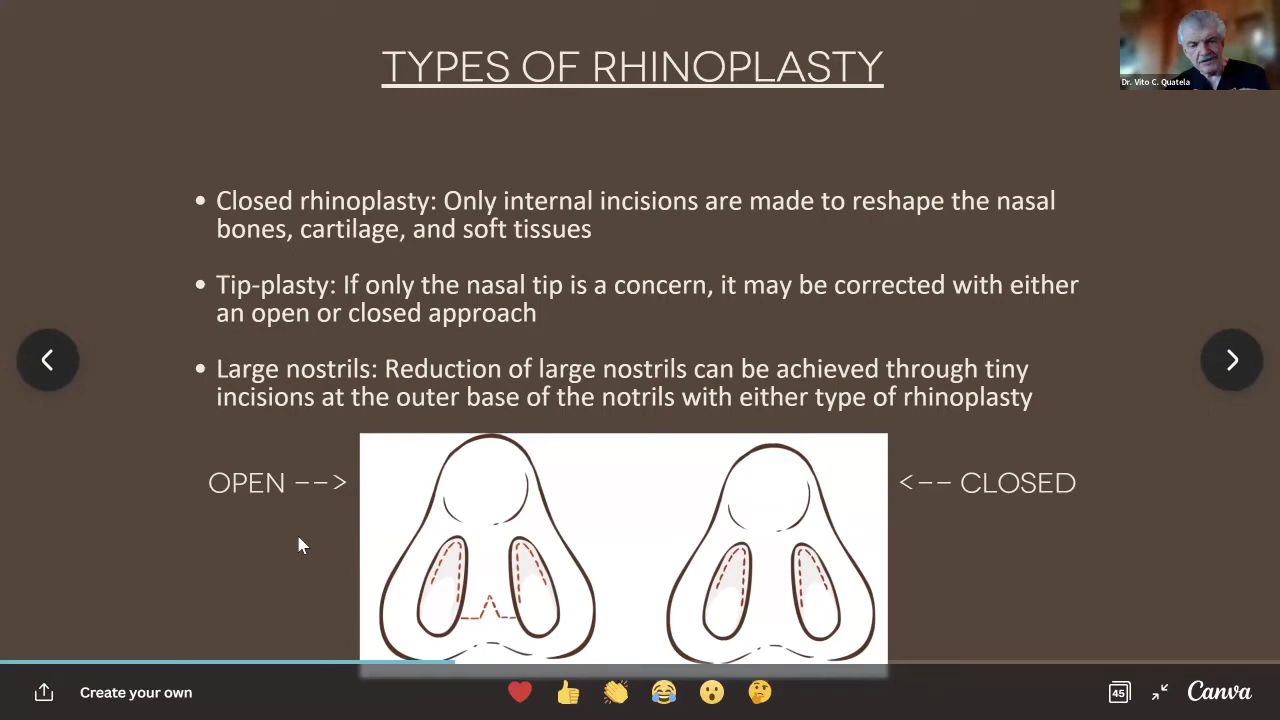 TYPES OF RHINOPLASTY
Dr. Vito C. Quatela
• Closed rhinoplasty: Only internal incisions are made to reshape the nasal
bones, cartilage, and soft tissues
• Tip-plasty: If only the nasal tip is a concern, it may be corrected with either
an open or closed approach
• Large nostrils: Reduction of large nostrils can be achieved through tiny
incisions at the outer base of the notrils with either type of rhinoplasty
OPEN -->
<-- CLOSED
Create your own
45
Canva